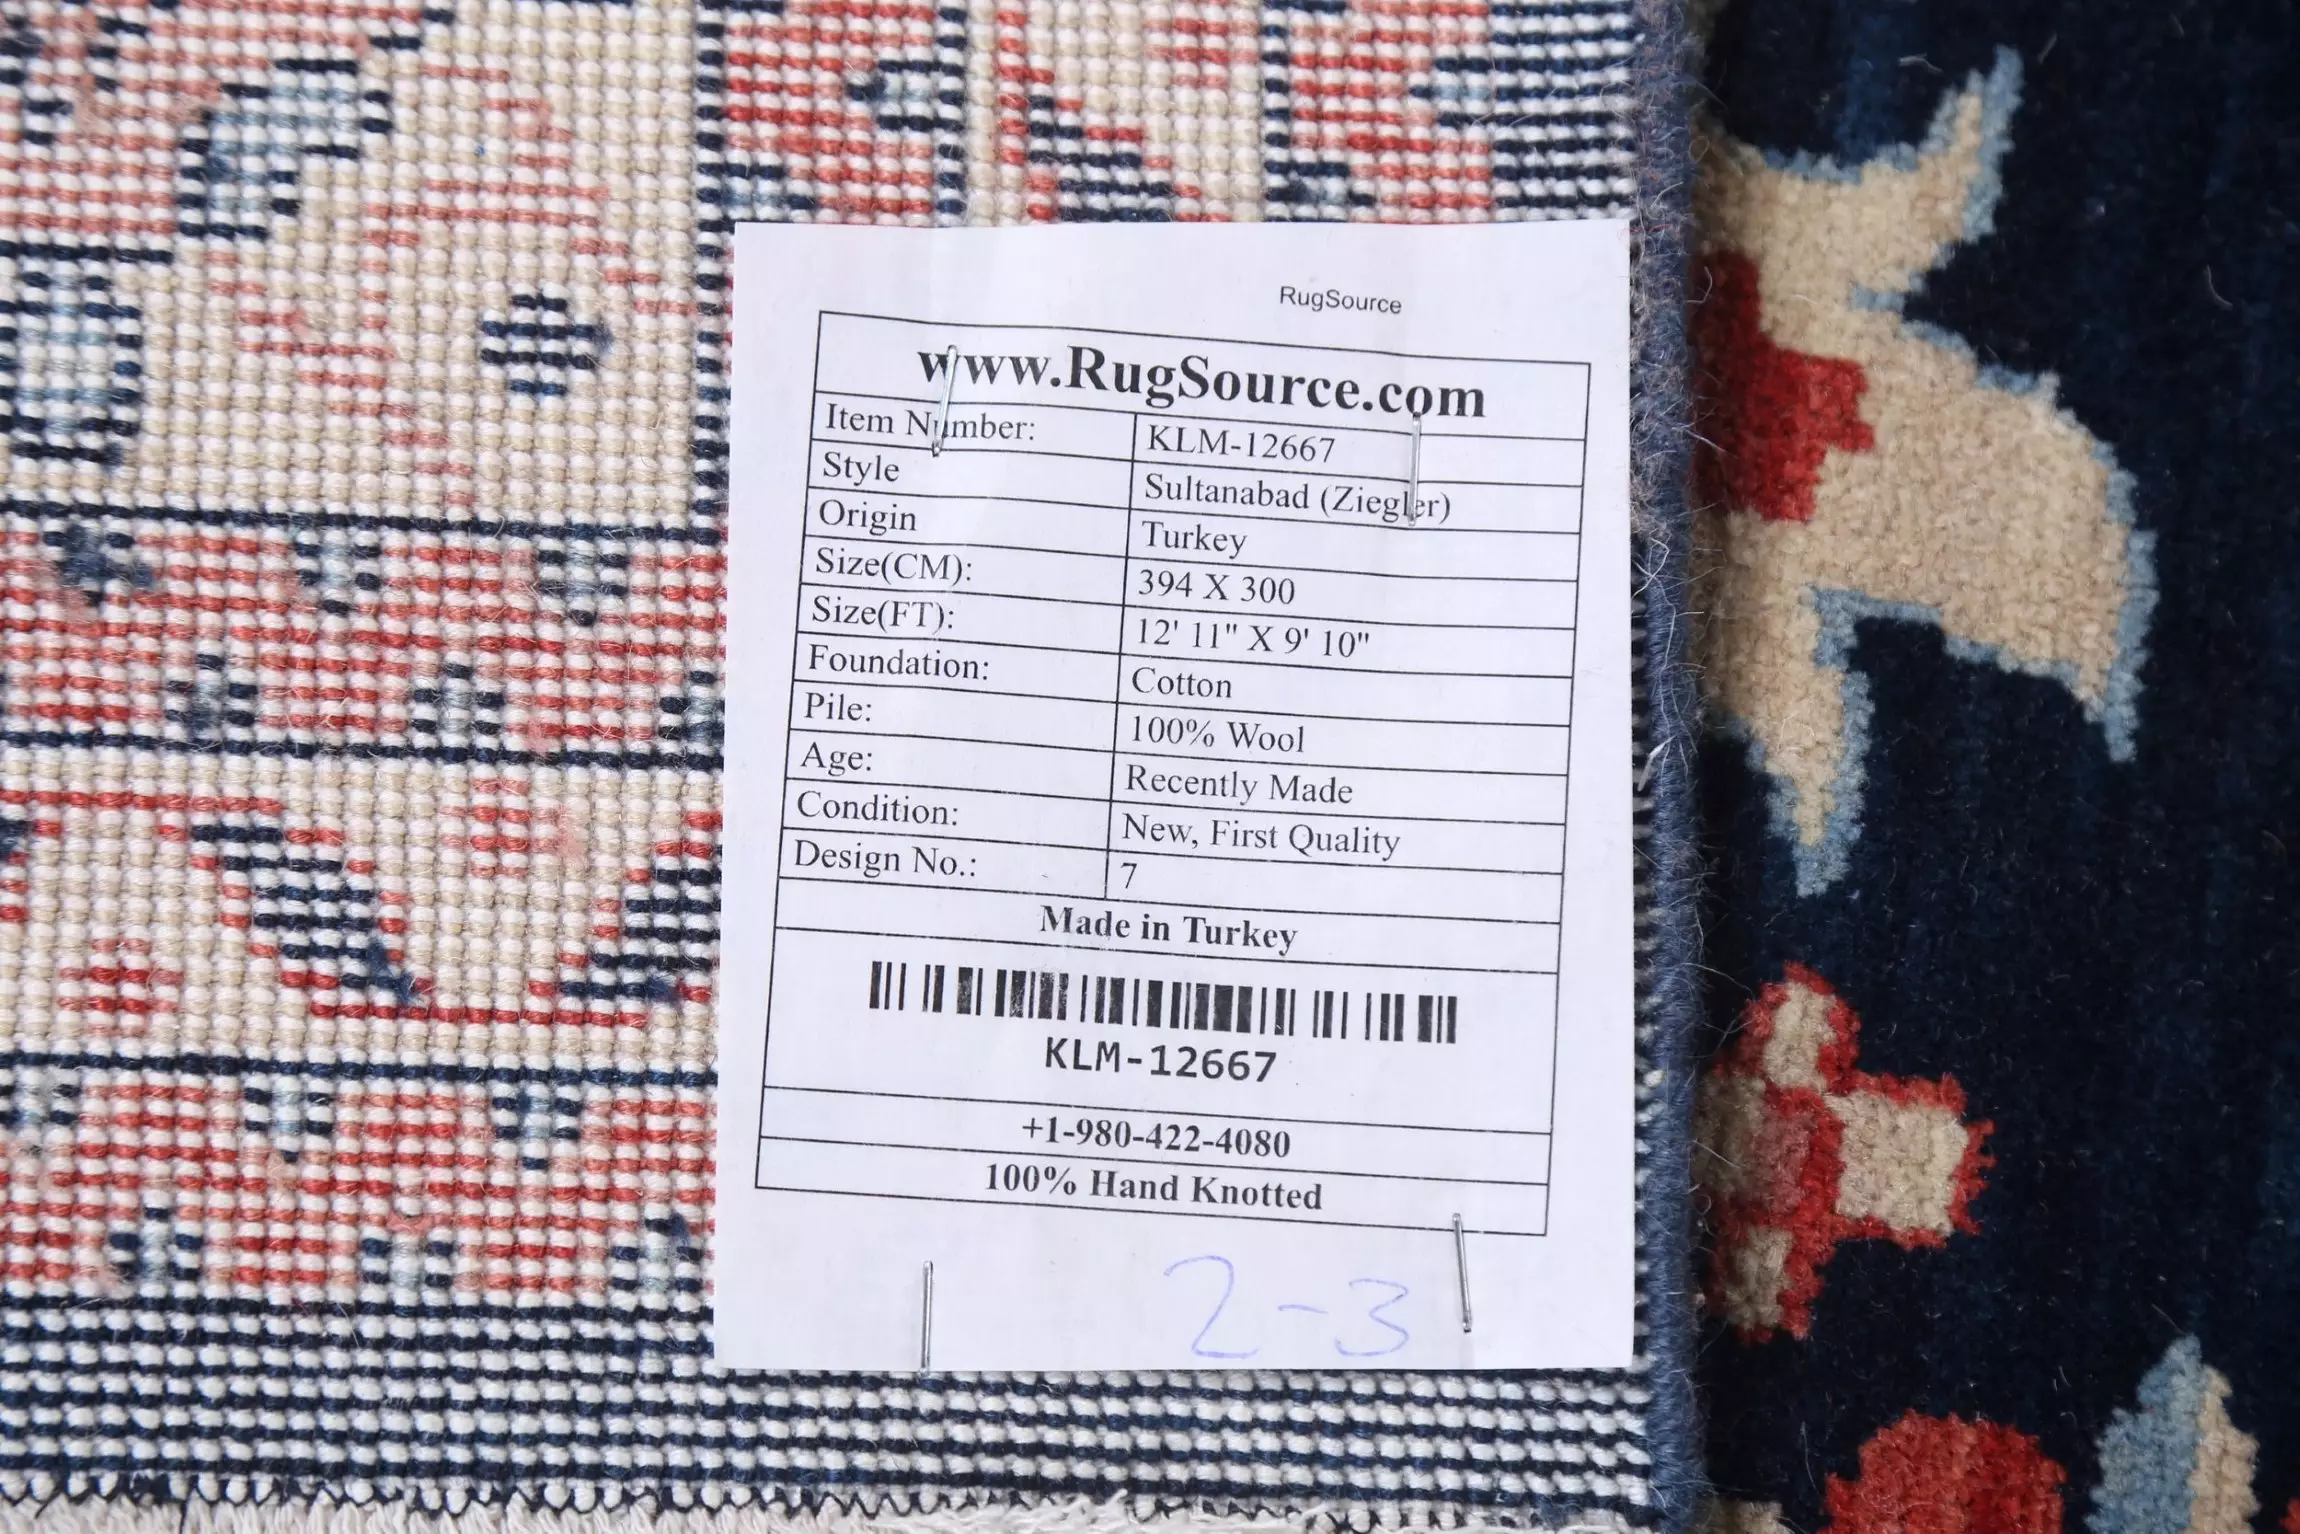 RugSource
www.RugSource.com
Item Number: KLM-12667
Style Sultanabad (Ziegler)
Origin Turkey
Size(CM): 394 X 300
Size(FT): 12' 11" X 9' 10"
Foundation: Cotton
Pile: 100% Wool
Age: Recently Made
Condition: New, First Quality
Design No.: 7
Made in Turkey
KLM-12667
+1-980-422-4080
100% Hand Knotted
2-3